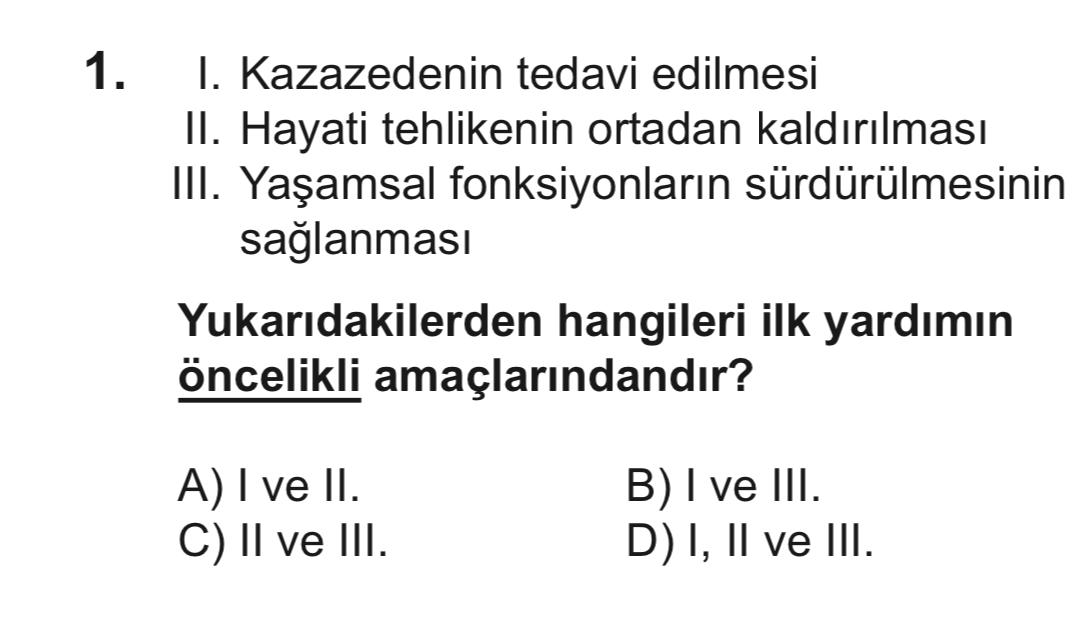 1. I. Kazazedenin tedavi edilmesi
II. Hayati tehlikenin ortadan kaldırılması
III. Yaşamsal fonksiyonların sürdürülmesinin
sağlanması
Yukarıdakilerden hangileri ilk yardımın
öncelikli amaçlarındandır?
A) I ve II. B) I ve III.
C) II ve III. D) I, II ve III.